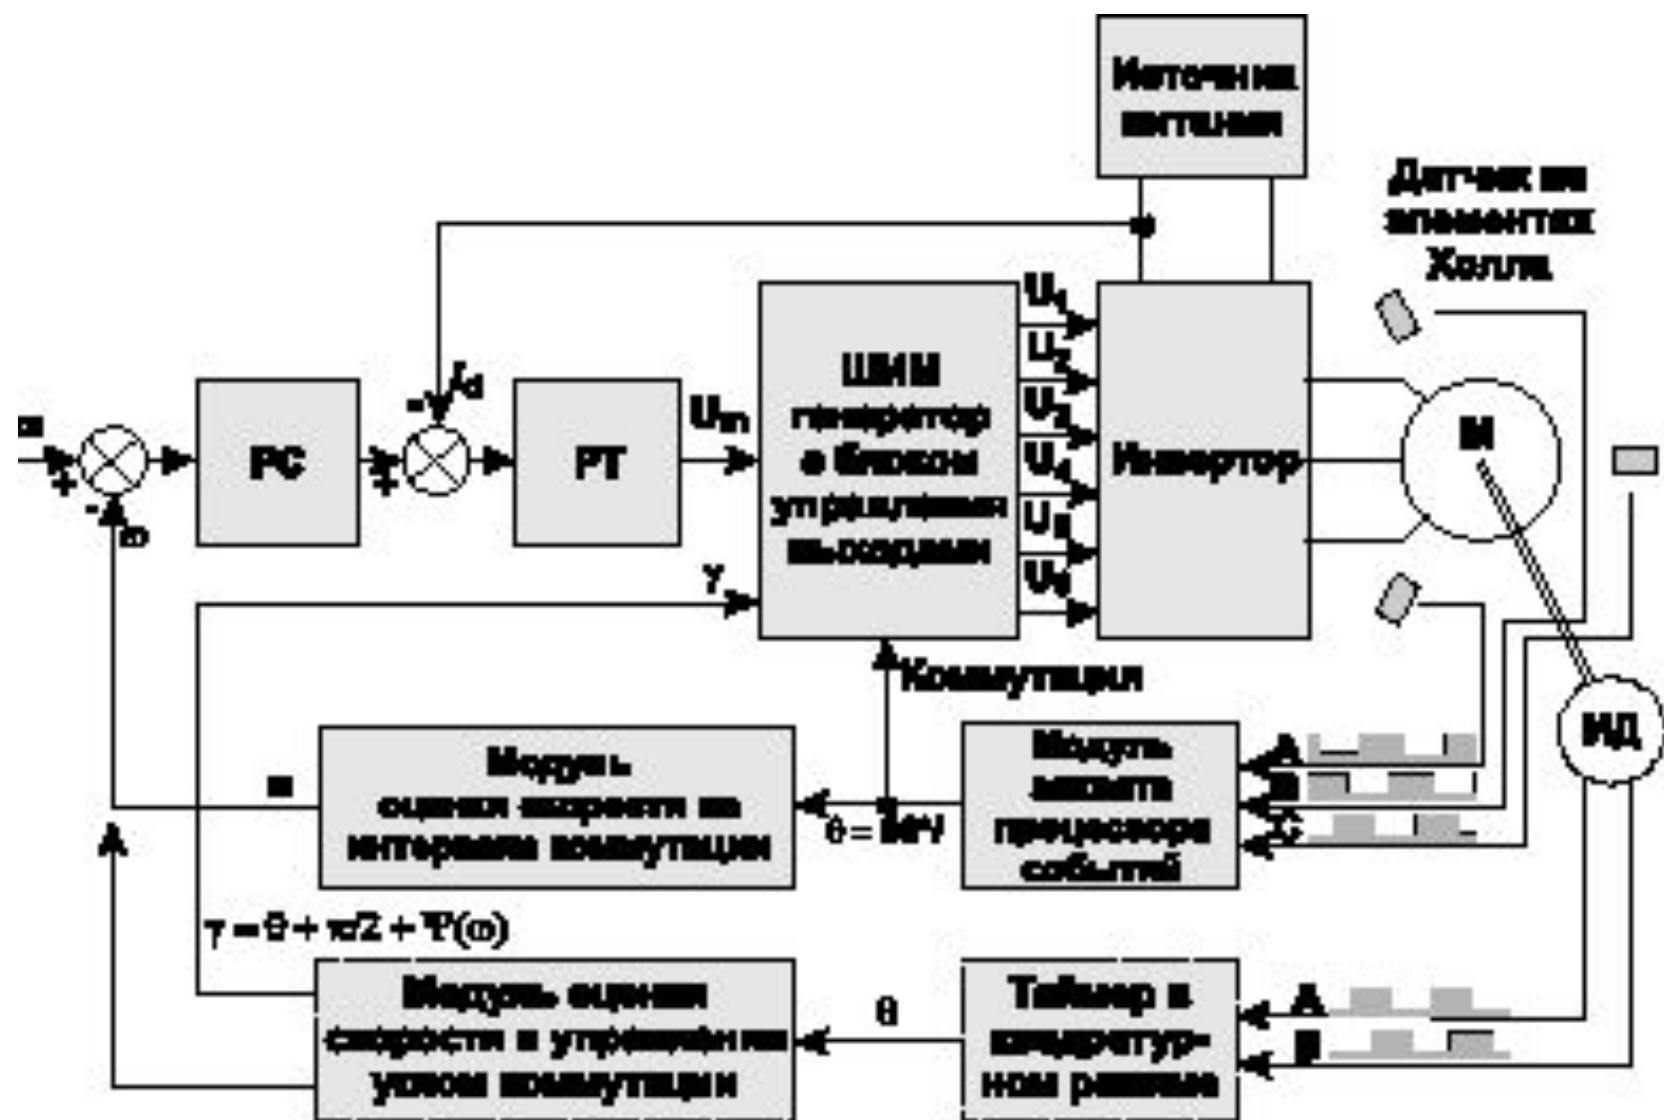 Источник
питания
Датчик на
элементах
Холла
U1
U2
U3
U4
U5
U6
ШИМ
генератор
с блоком
управления
выходами
Инвертор
М
Id
-
+
-
ω
РС
+
РТ
Um
γ
Коммутация
ИД
Модуль
оценки скорости на
интервале коммутации
θ =
Модуль
захвата
процессора
событий
A
B
C
γ = θ + π/2 + Ψ(ω)
Модуль оценки
скорости и управления
углом коммутации
θ
Таймер в
квадратур-
ном режиме
A
B